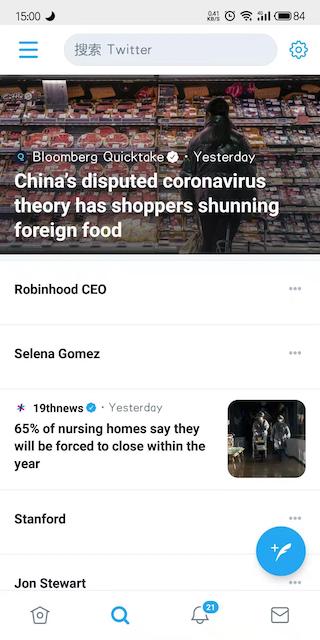 15:00
0.41
KB/S
4G
84
搜索 Twitter
Bloomberg Quicktake · Yesterday
China's disputed coronavirus
theory has shoppers shunning
foreign food
Robinhood CEO
Selena Gomez
19thnews · Yesterday
65% of nursing homes say they
will be forced to close within the
year
Stanford
Jon Stewart
21